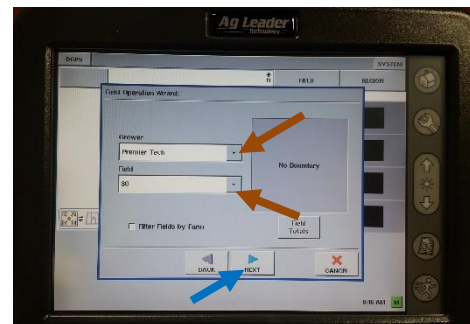 Ag Leader
Technology
DGPS
SYSTEM
N
FIELD
REGION
Field Operation Wizard:
Grower
Premier Tech
Field
80
No Boundary
Filter Fields by Farm
Field
Totals
BACK
NEXT
CANCEL